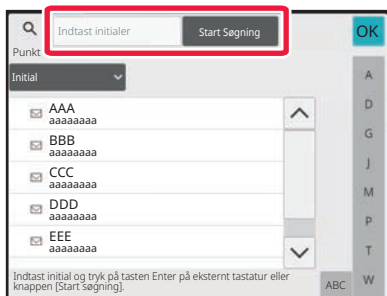 Indtast initialer
Start Søgning
OK
Punkt
Initial
AAA
aaaaaaaa
BBB
aaaaaaaa
CCC
aaaaaaaa
DDD
aaaaaaaa
EEE
aaaaaaaa
A
D
G
J
M
P
T
W
Indtast initial og tryk på tasten Enter på eksternt tastatur eller
knappen [Start søgning].
ABC